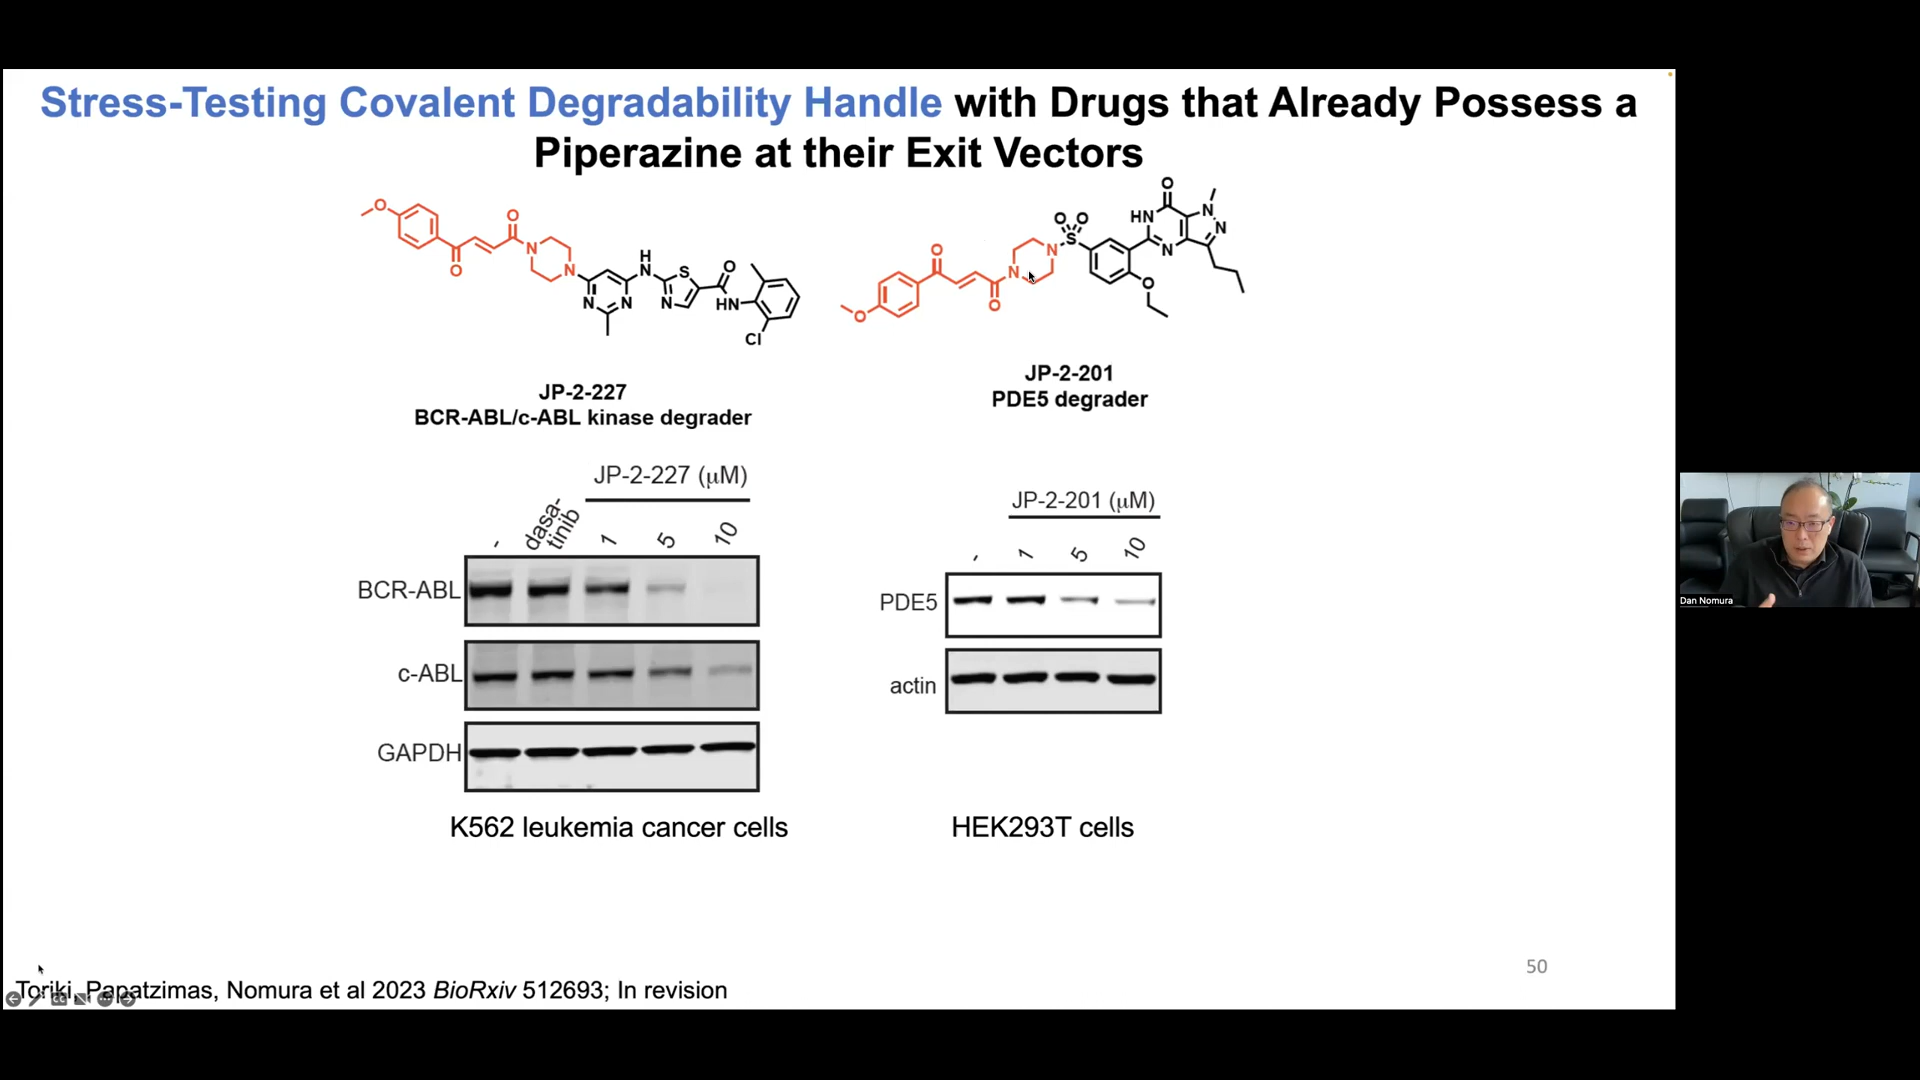 Stress-Testing Covalent Degradability Handle with Drugs that Already Possess a
Piperazine at their Exit Vectors
JP-2-227
BCR-ABL/c-ABL kinase degrader
JP-2-201
PDE5 degrader
JP-2-227 (μM)
- dasa-tinib 1 5 10
BCR-ABL
c-ABL
GAPDH
K562 leukemia cancer cells
JP-2-201 (μM)
- 1 5 10
PDE5
actin
HEK293T cells
Dan Nomura
50
Toriki, Papatzimas, Nomura et al 2023 BioRxiv 512693; In revision